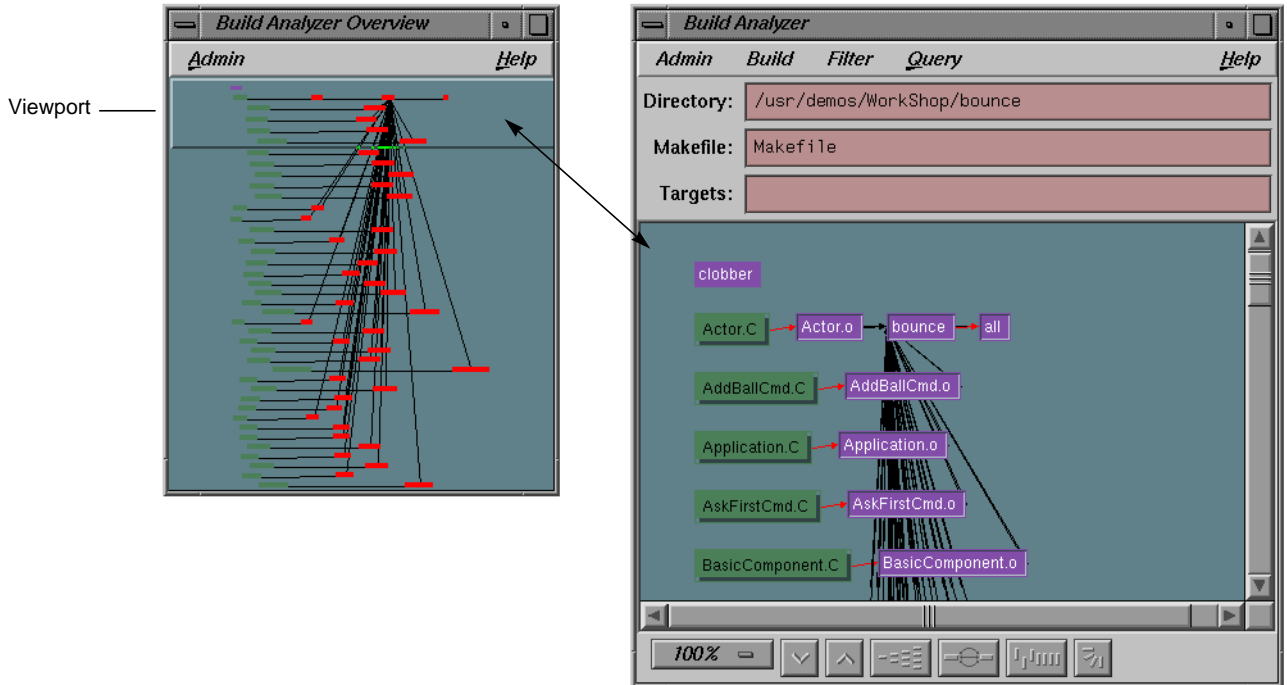 Build Analyzer Overview
Admin Help
Viewport
Build Analyzer
Admin Build Filter Query Help
Directory: /usr/demos/WorkShop/bounce
Makefile: Makefile
Targets:
clobber
Actor.C Actor.o bounce all
AddBallCmd.C AddBallCmd.o
Application.C Application.o
AskFirstCmd.C AskFirstCmd.o
BasicComponent.C BasicComponent.o
100%